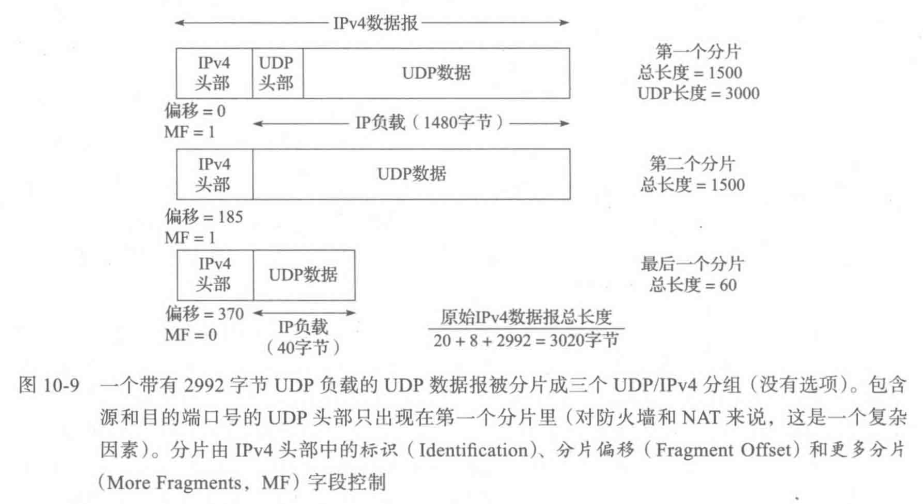 IPv4数据报
IPv4
头部
UDP
头部
UDP数据
第一个分片
总长度 = 1500
UDP长度 = 3000
偏移 = 0
MF = 1
IP负载（1480字节）
IPv4
头部
UDP数据
第二个分片
总长度 = 1500
偏移 = 185
MF = 1
IPv4
头部
UDP数据
最后一个分片
总长度 = 60
偏移 = 370
MF = 0
IP负载
（40字节）
原始IPv4数据报总长度
20 + 8 + 2992 = 3020字节
图 10-9 一个带有 2992 字节 UDP 负载的 UDP 数据报被分片成三个 UDP/IPv4 分组（没有选项）。包含
源和目的端口号的 UDP 头部只出现在第一个分片里（对防火墙和 NAT 来说，这是一个复杂
因素）。分片由 IPv4 头部中的标识（Identification）、分片偏移（Fragment Offset）和更多分片
（More Fragments，MF）字段控制